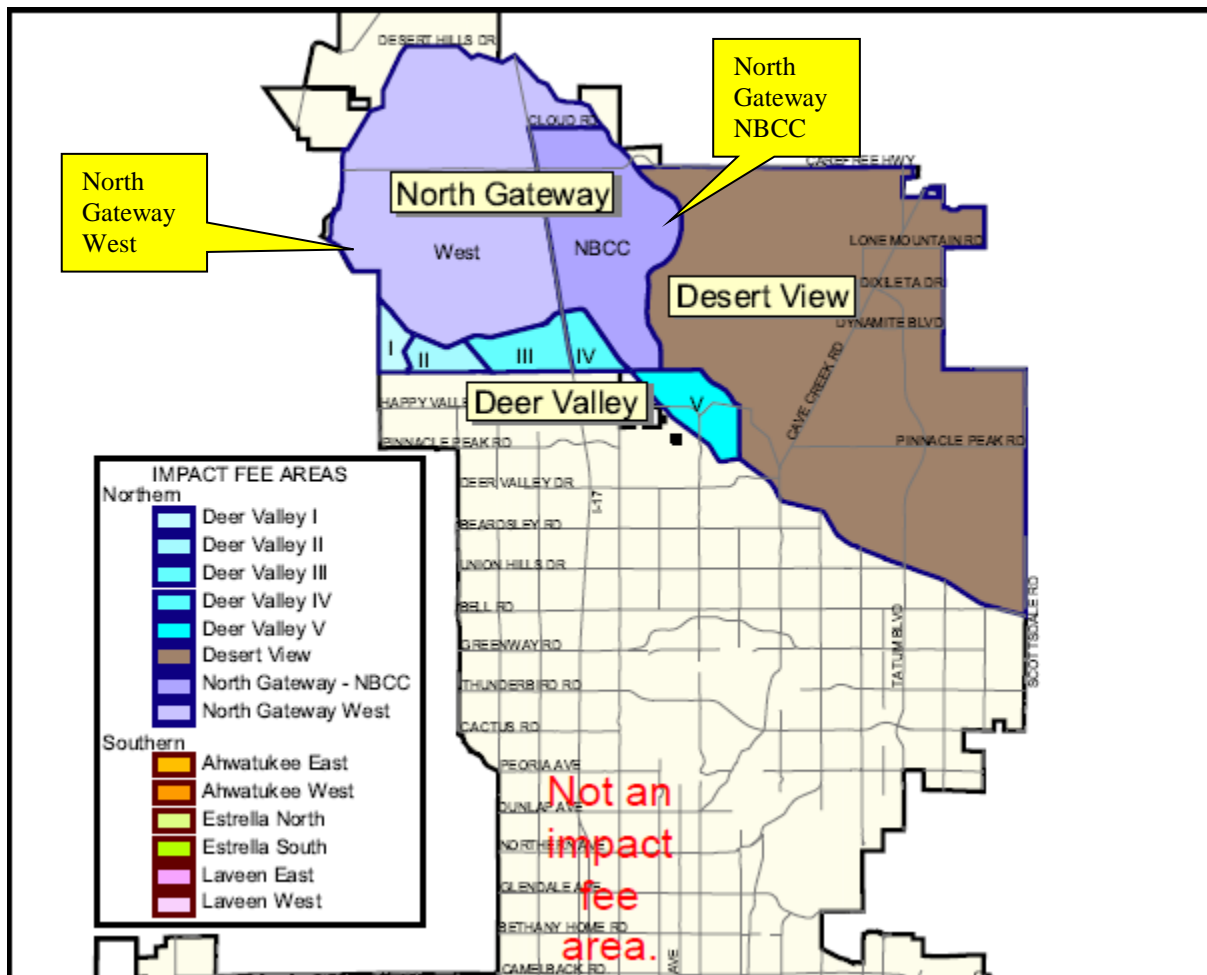 DESERT HILLS DR
North
Gateway
NBCC
CLOUD RD
CAREFREE HWY
North
Gateway
West
North Gateway
West
NBCC
LONE MOUNTAIN RD
Desert View
DIXILETA DR
DYNAMITE BLVD
I
II
III
IV
CAVE CREEK RD
HAPPY VALLE
Deer Valley
V
PINNACLE PEAK RD
PINNACLE PEAK RD
IMPACT FEE AREAS
Northern
Deer Valley I
Deer Valley II
Deer Valley III
Deer Valley IV
Deer Valley V
Desert View
North Gateway - NBCC
North Gateway West
Southern
Ahwatukee East
Ahwatukee West
Estrella North
Estrella South
Laveen East
Laveen West
DEER VALLEY DR
I-17
BEARDSLEY RD
UNION HILLS DR
BELL RD
GREENWAY RD
TATUM BLVD
SCOTTSDALE RD
THUNDERBIRD RD
CACTUS RD
PEORIA AVE
Not an
DUNLAP AVE
impact
NORTHERN AVE
fee
GLENDALE AVE
BETHANY HOME RD
area.
AVE
CAMELBACK RD